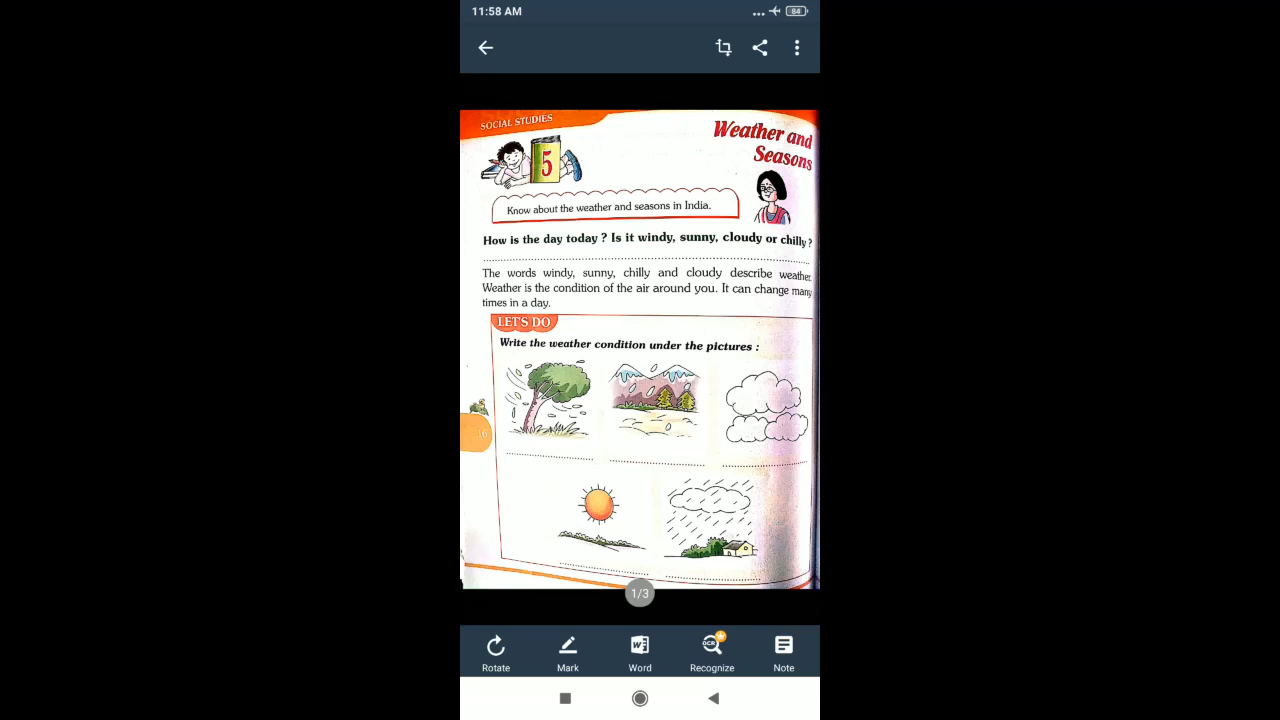 11:58 AM
84
SOCIAL STUDIES
Weather and
Seasons
5
Know about the weather and seasons in India.
How is the day today ? Is it windy, sunny, cloudy or chilly ?
The words windy, sunny, chilly and cloudy describe weather.
Weather is the condition of the air around you. It can change many
times in a day.
LET'S DO
Write the weather condition under the pictures :
1/3
Rotate
Mark
W
Word
OCR
Recognize
Note